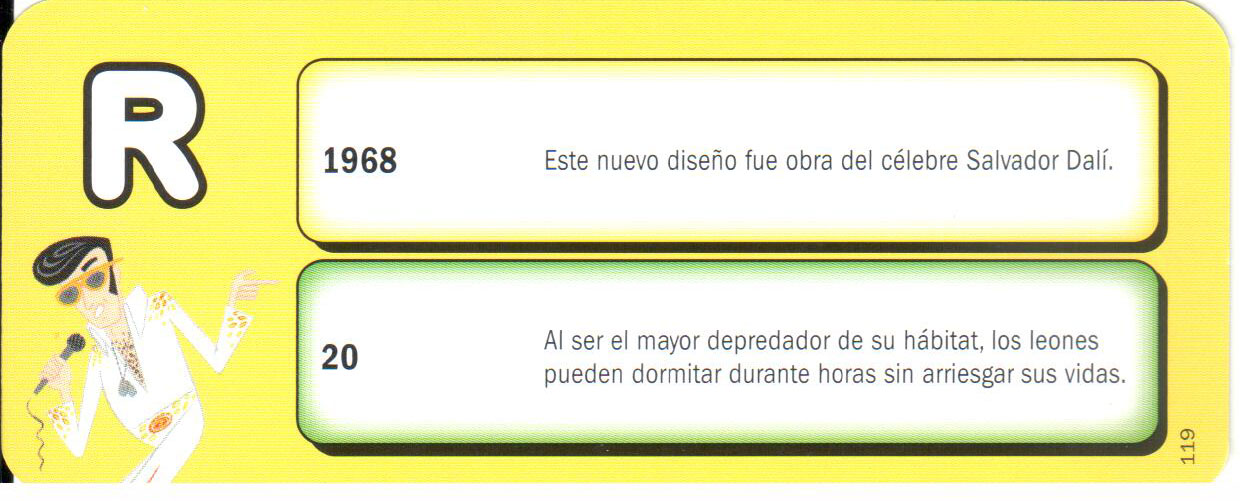 R
1968
Este nuevo diseño fue obra del célebre Salvador Dalí.
20
Al ser el mayor depredador de su hábitat, los leones
pueden dormitar durante horas sin arriesgar sus vidas.
119